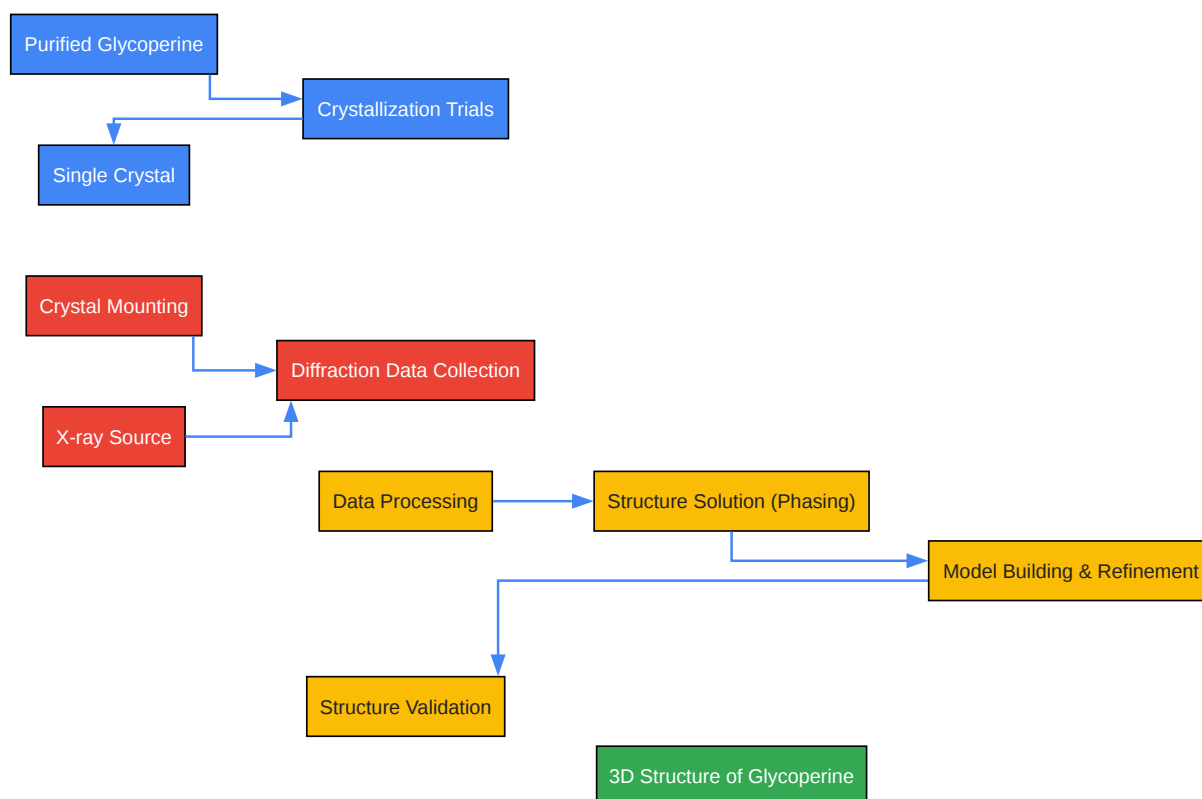 Purified Glycoperine
Crystallization Trials
Single Crystal
Crystal Mounting
Diffraction Data Collection
X-ray Source
Data Processing
Structure Solution (Phasing)
Model Building & Refinement
Structure Validation
3D Structure of Glycoperine